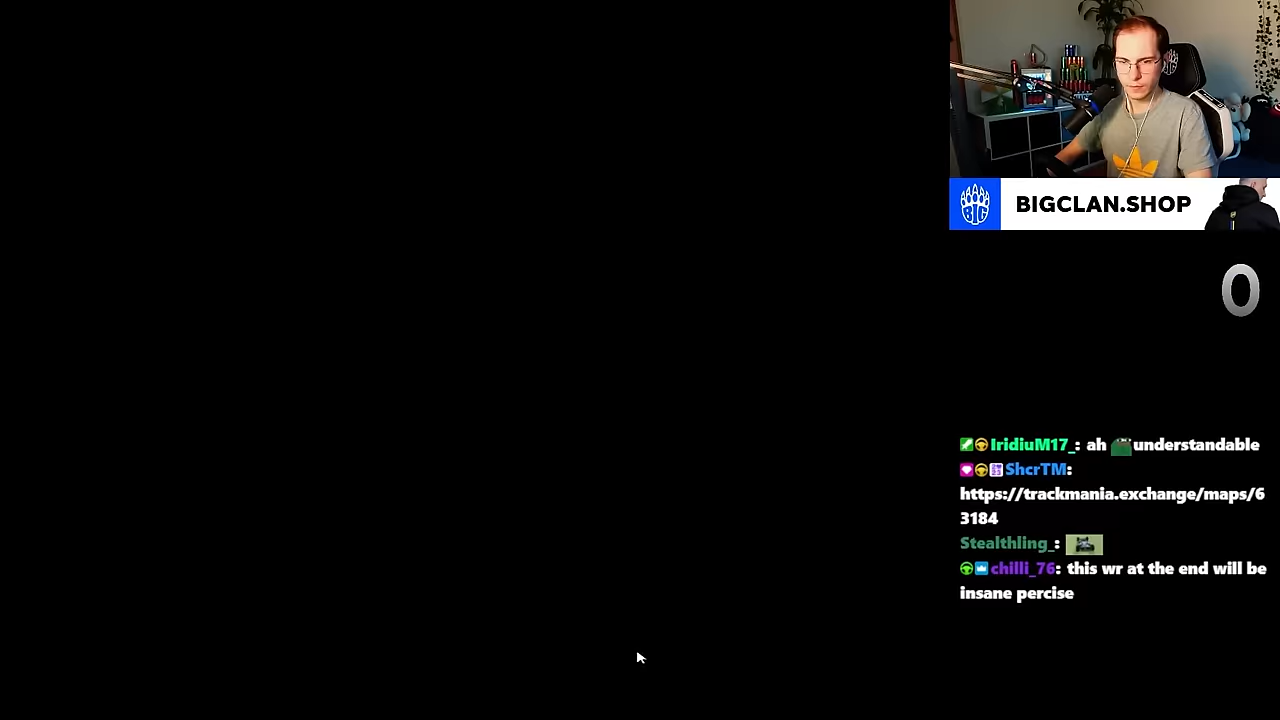 BIG
BIGCLAN.SHOP
0
IridiuM17_: ah understandable
ShcrTM:
https://trackmania.exchange/maps/6
3184
Stealthling_:
chilli_76: this wr at the end will be
insane percise